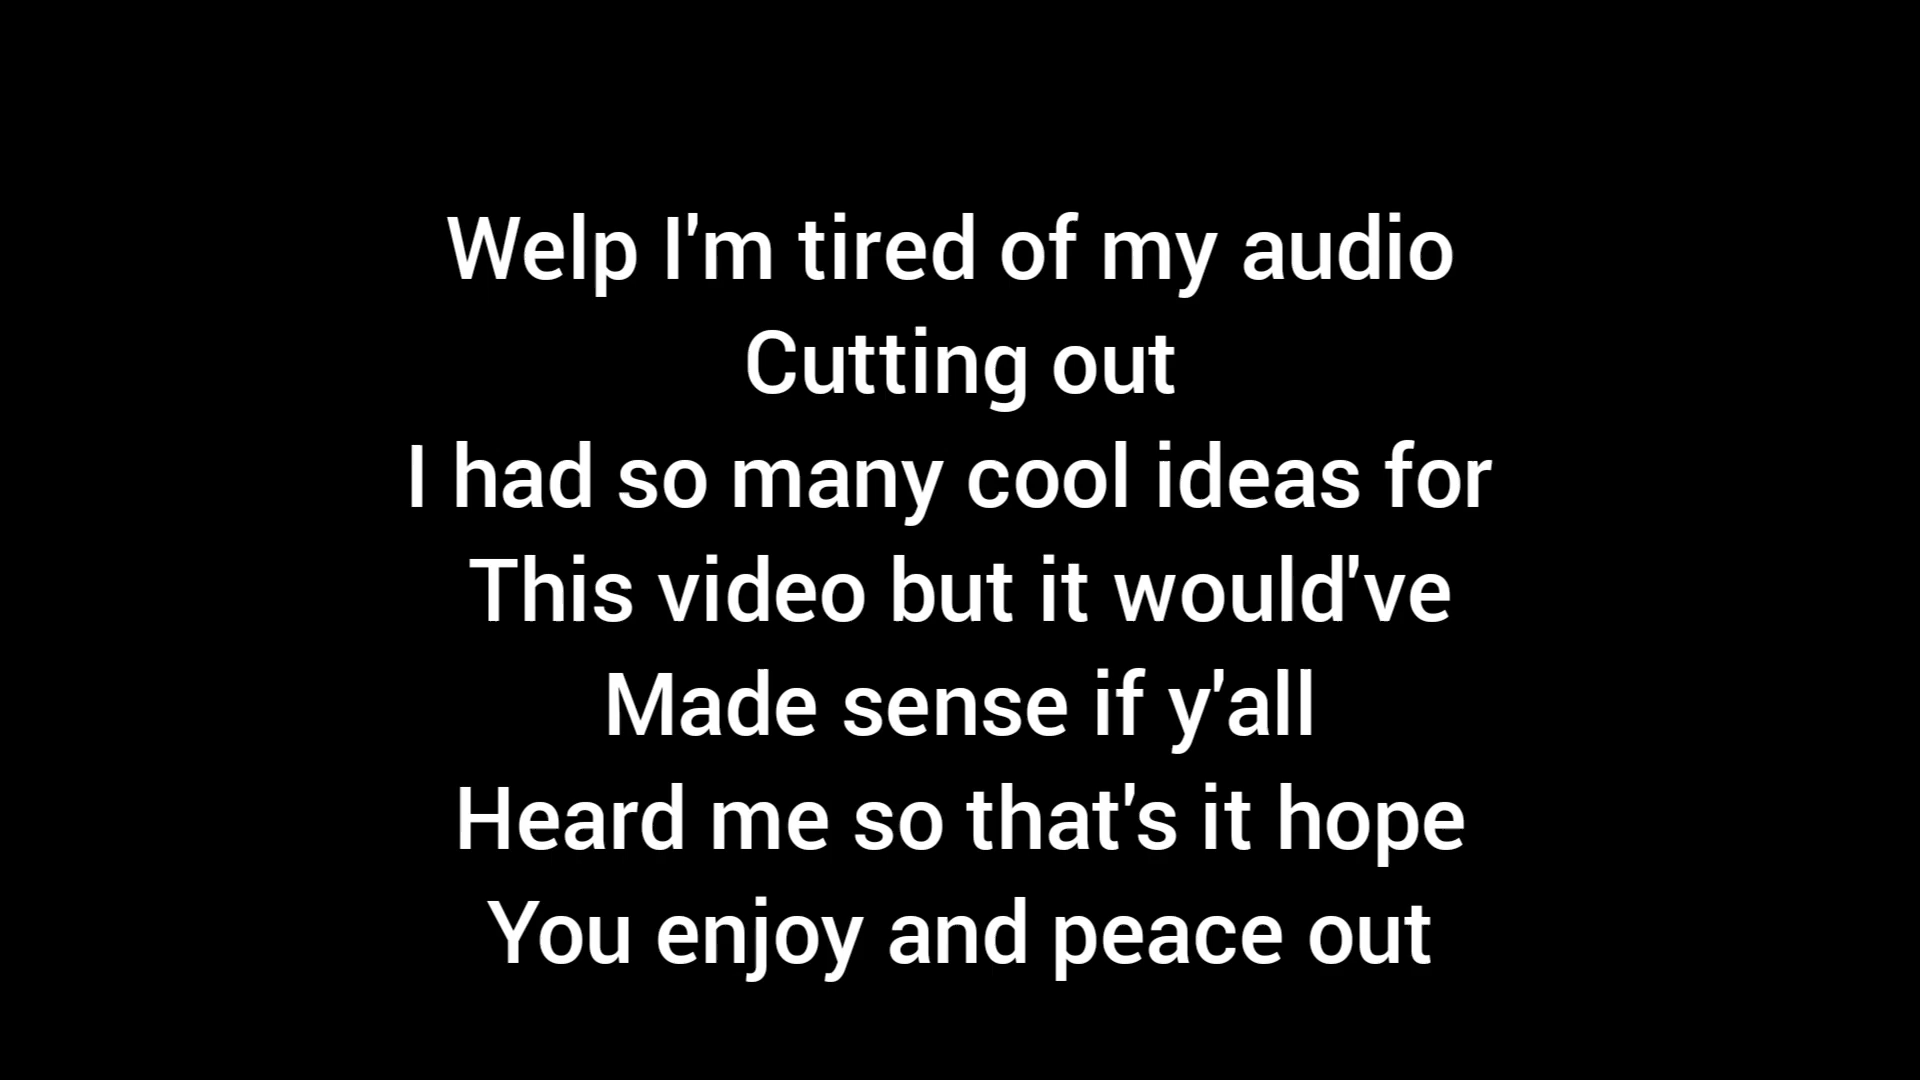 Welp I'm tired of my audio
Cutting out
I had so many cool ideas for
This video but it would've
Made sense if y'all
Heard me so that's it hope
You enjoy and peace out